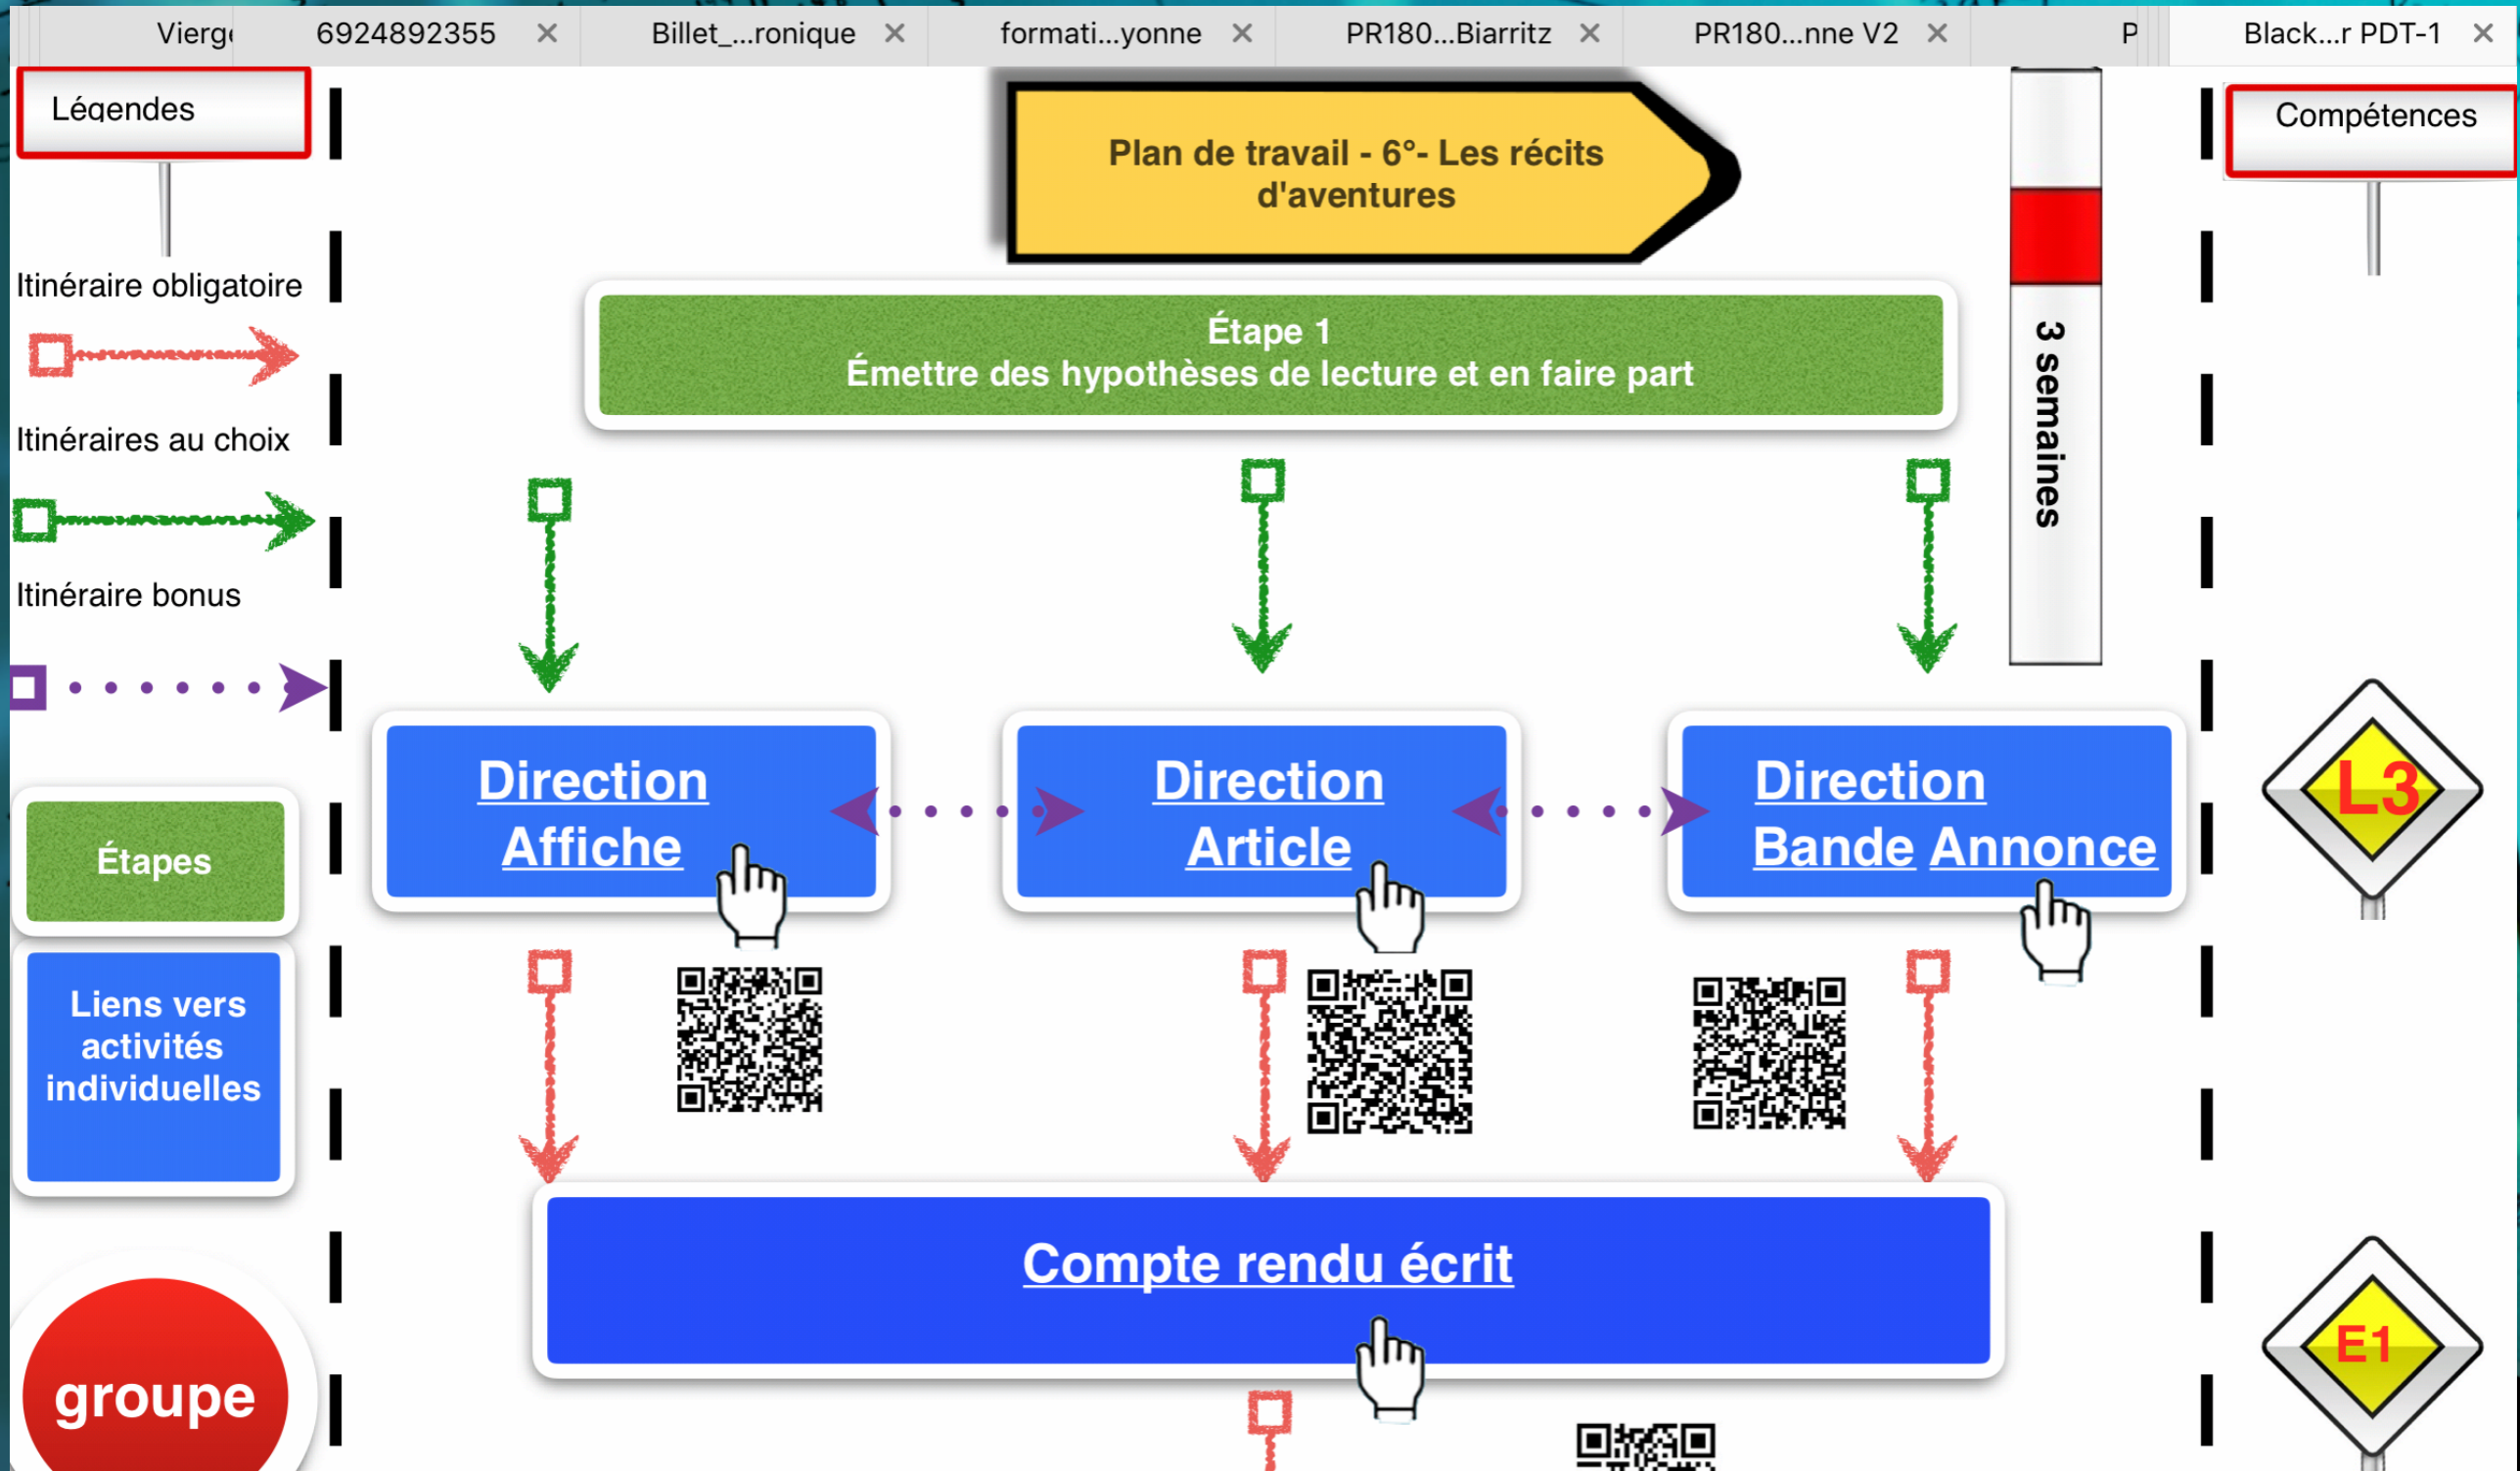 Vierge
6924892355
Billet_...ronique
formati...yonne
PR180...Biarritz
PR180...nne V2
P
Black...r PDT-1
Légendes
Compétences
Plan de travail - 6°- Les récits
d'aventures
Itinéraire obligatoire
Étape 1
Émettre des hypothèses de lecture et en faire part
3 semaines
Itinéraires au choix
Itinéraire bonus
Direction
Affiche
Direction
Article
Direction
Bande Annonce
L3
Étapes
Liens vers
activités
individuelles
Compte rendu écrit
E1
groupe